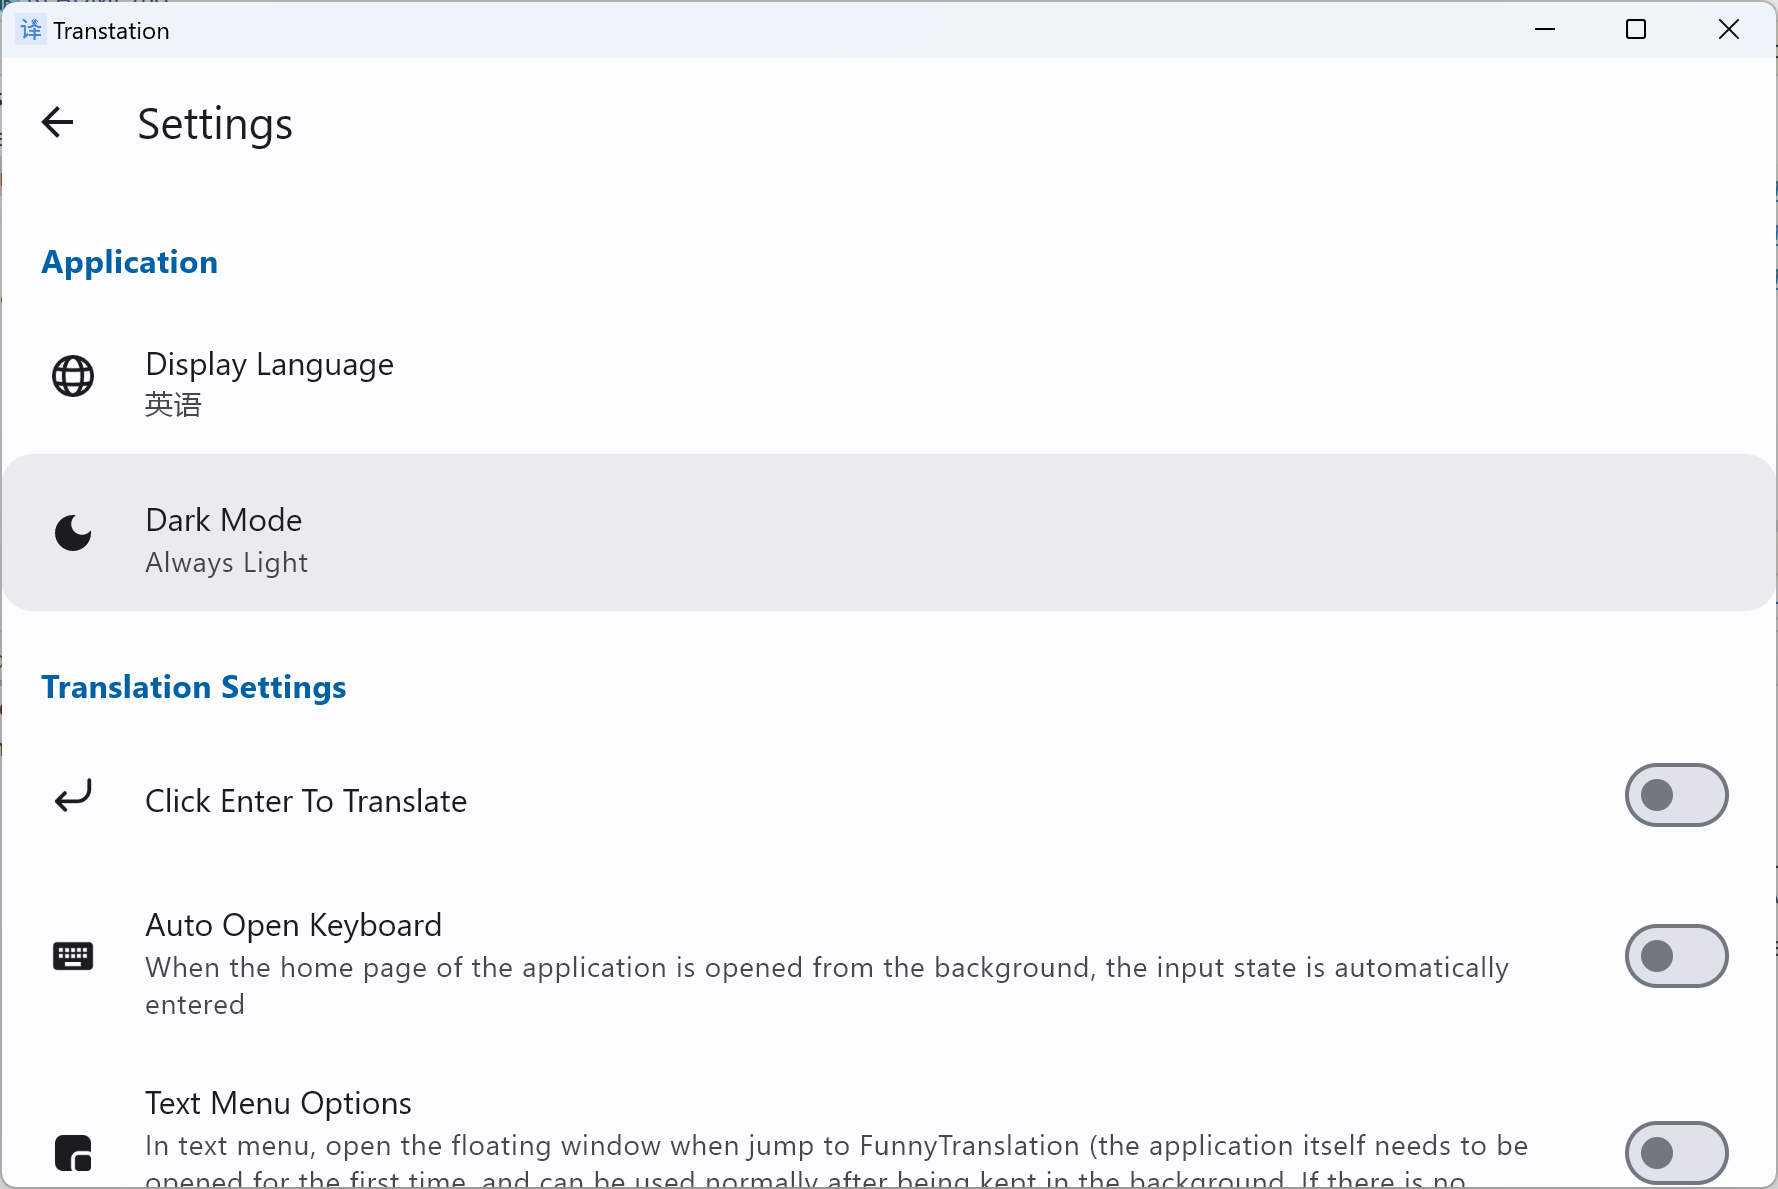 译 Transtation
Settings
Application
Display Language
英语
Dark Mode
Always Light
Translation Settings
Click Enter To Translate
Auto Open Keyboard
When the home page of the application is opened from the background, the input state is automatically
entered
Text Menu Options
In text menu, open the floating window when jump to FunnyTranslation (the application itself needs to be
opened for the first time, and can be used normally after being kept in the background. If there is no